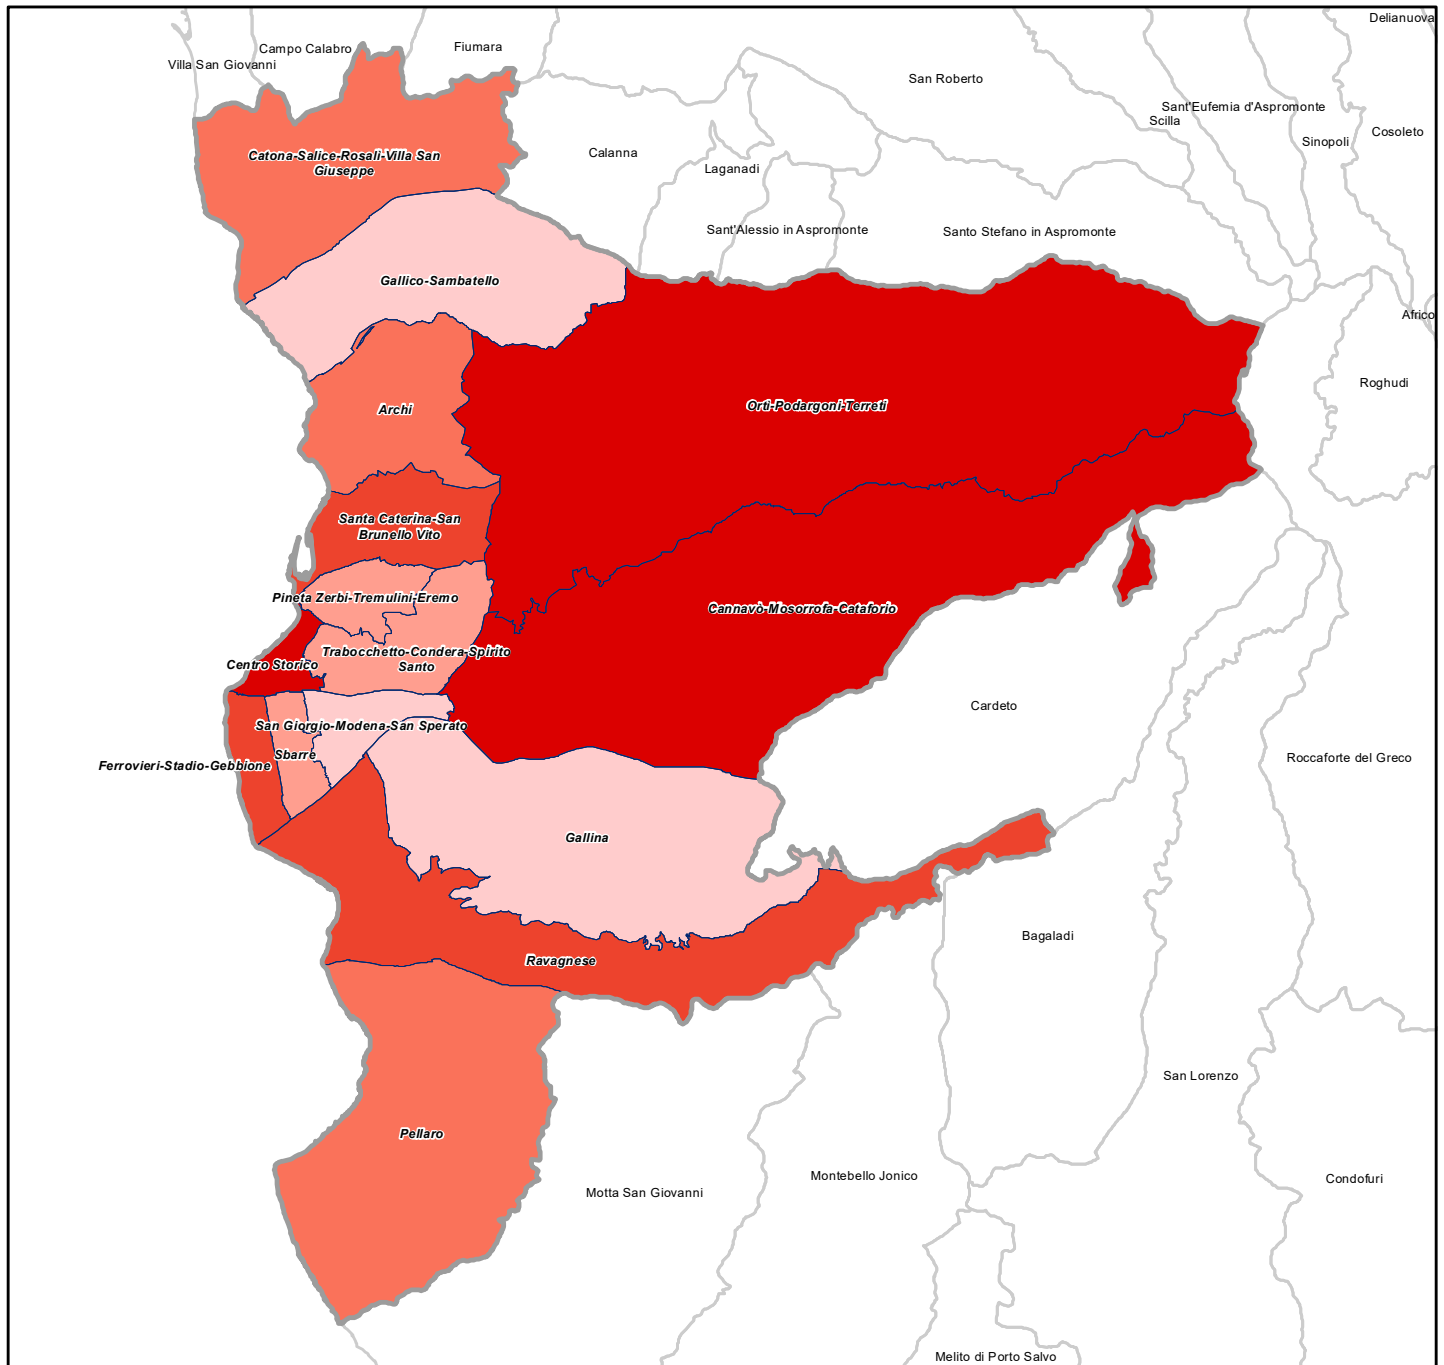 Delianuova
Campo Calabro
Fiumara
Villa San Giovanni
San Roberto
Sant'Eufemia d'Aspromonte
Scilla
Cosoleto
Sinopoli
Calanna
Catona-Salice-Rosali-Villa San
Giuseppe
Laganadi
Sant'Alessio in Aspromonte
Santo Stefano in Aspromonte
Gallico-Sambatello
Africo
Roghudi
Archi
Orti-Podargoni-Terreti
Santa Caterina-San
Brunello Vito
Pineta Zerbi-Tremulini-Eremo
Cannavò-Mosorrofa-Cataforio
Trabocchetto-Condera-Spirito
Santo
Centro Storico
Cardeto
San Giorgio-Modena-San Sperato
Sbarre
Ferrovieri-Stadio-Gebbione
Roccaforte del Greco
Gallina
Bagaladi
Ravagnese
San Lorenzo
Pellaro
Montebello Jonico
Condofuri
Motta San Giovanni
Melito di Porto Salvo